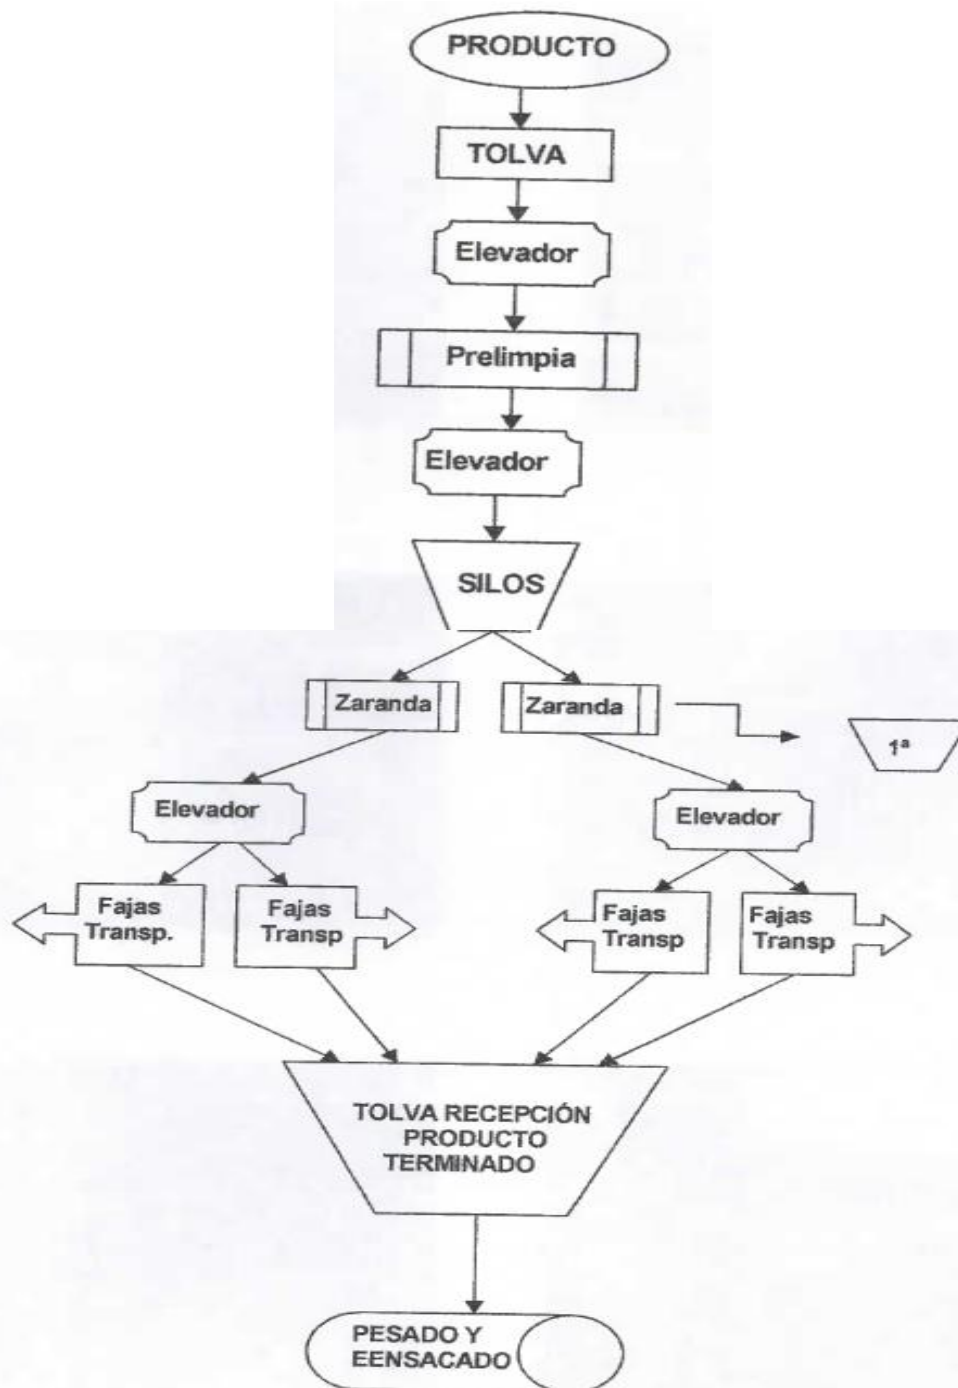 PRODUCTO
TOLVA
Elevador
Prelimpia
Elevador
SILOS
Zaranda
Zaranda
1ª
Elevador
Elevador
Fajas
Transp.
Fajas
Transp
Fajas
Transp
Fajas
Transp
TOLVA RECEPCIÓN
PRODUCTO
TERMINADO
PESADO Y
EENSACADO